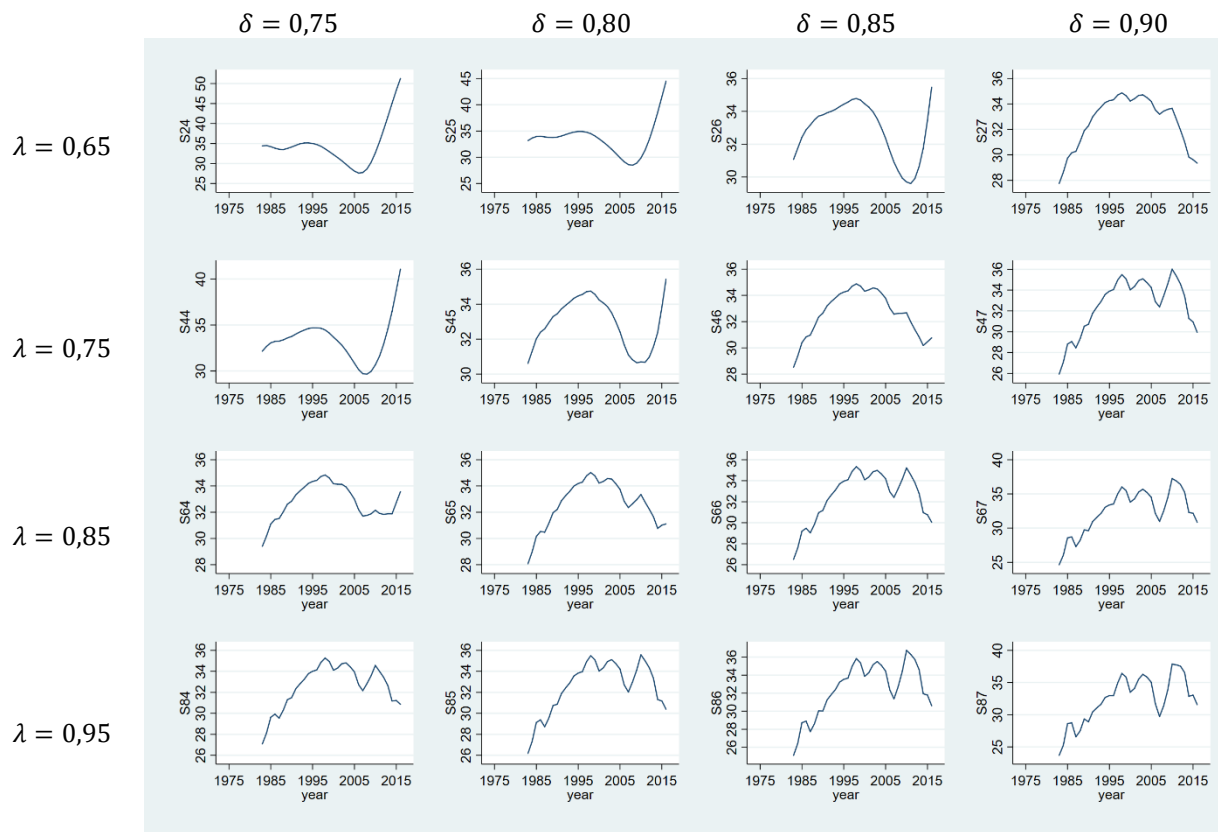 δ = 0,75 δ = 0,80 δ = 0,85 δ = 0,90
λ = 0,65
S24
50
45
40
35
30
25
1975 1985 1995 2005 2015
year
S25
45
40
35
30
25
1975 1985 1995 2005 2015
year
S26
36
34
32
30
1975 1985 1995 2005 2015
year
S27
36
34
32
30
28
1975 1985 1995 2005 2015
year
λ = 0,75
S44
40
35
30
1975 1985 1995 2005 2015
year
S45
36
34
32
30
1975 1985 1995 2005 2015
year
S46
36
34
32
30
28
1975 1985 1995 2005 2015
year
S47
36
34
32
30
28
26
1975 1985 1995 2005 2015
year
λ = 0,85
S64
36
34
32
30
28
1975 1985 1995 2005 2015
year
S65
36
34
32
30
28
1975 1985 1995 2005 2015
year
S66
36
34
32
30
28
26
1975 1985 1995 2005 2015
year
S67
40
35
30
25
1975 1985 1995 2005 2015
year
λ = 0,95
S84
36
34
32
30
28
26
1975 1985 1995 2005 2015
year
S85
36
34
32
30
28
26
1975 1985 1995 2005 2015
year
S86
36
34
32
30
28
26
1975 1985 1995 2005 2015
year
S87
40
35
30
25
1975 1985 1995 2005 2015
year